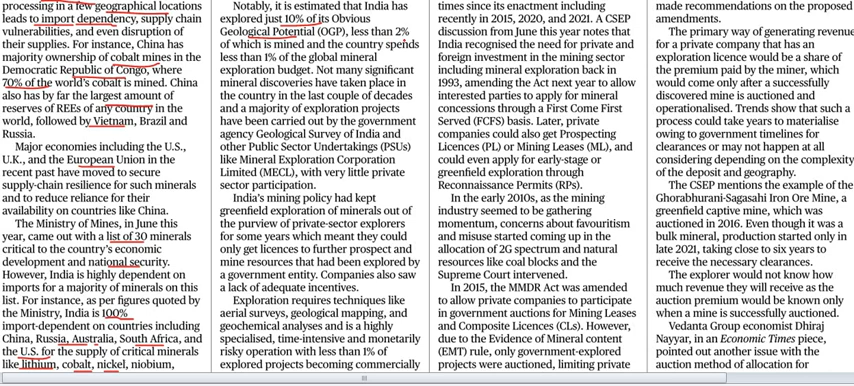 processing in a few geographical locations
leads to import dependency, supply chain
vulnerabilities, and even disruption of
their supplies. For instance, China has
majority ownership of cobalt mines in the
Democratic Republic of Congo, where
70% of the world's cobalt is mined. China
also has by far the largest amount of
reserves of REEs of any country in the
world, followed by Vietnam, Brazil and
Russia.
Major economies including the U.S.,
U.K., and the European Union in the
recent past have moved to secure
supply-chain resilience for such minerals
and to reduce reliance for their
availability on countries like China.
The Ministry of Mines, in June this
year, came out with a list of 30 minerals
critical to the country's economic
development and national security.
However, India is highly dependent on
imports for a majority of minerals on this
list. For instance, as per figures quoted by
the Ministry, India is 100%
import-dependent on countries including
China, Russia, Australia, South Africa, and
the U.S. for the supply of critical minerals
like lithium, cobalt, nickel, niobium,
Notably, it is estimated that India has
explored just 10% of its Obvious
Geological Potential (OGP), less than 2%
of which is mined and the country spends
less than 1% of the global mineral
exploration budget. Not many significant
mineral discoveries have taken place in
the country in the last couple of decades
and a majority of exploration projects
have been carried out by the government
agency Geological Survey of India and
other Public Sector Undertakings (PSUs)
like Mineral Exploration Corporation
Limited (MECL), with very little private
sector participation.
India's mining policy had kept
greenfield exploration of minerals out of
the purview of private-sector explorers
for some years which meant they could
only get licences to further prospect and
mine resources that had been explored by
a government entity. Companies also saw
a lack of adequate incentives.
Exploration requires techniques like
aerial surveys, geological mapping, and
geochemical analyses and is a highly
specialised, time-intensive and monetarily
risky operation with less than 1% of
explored projects becoming commercially
times since its enactment including
recently in 2015, 2020, and 2021. A CSEP
discussion from June this year notes that
India recognised the need for private and
foreign investment in the mining sector
including mineral exploration back in
1993, amending the Act next year to allow
interested parties to apply for mineral
concessions through a First Come First
Served (FCFS) basis. Later, private
companies could also get Prospecting
Licences (PL) or Mining Leases (ML), and
could even apply for early-stage or
greenfield exploration through
Reconnaissance Permits (RPs).
In the early 2010s, as the mining
industry seemed to be gathering
momentum, concerns about favouritism
and misuse started coming up in the
allocation of 2G spectrum and natural
resources like coal blocks and the
Supreme Court intervened.
In 2015, the MMDR Act was amended
to allow private companies to participate
in government auctions for Mining Leases
and Composite Licences (CLs). However,
due to the Evidence of Mineral content
(EMT) rule, only government-explored
projects were auctioned, limiting private
made recommendations on the proposed
amendments.
The primary way of generating revenue
for a private company that has an
exploration licence would be a share of
the premium paid by the miner, which
would come only after a successfully
discovered mine is auctioned and
operationalised. Trends show that such a
process could take years to materialise
owing to government timelines for
clearances or may not happen at all
considering depending on the complexity
of the deposit and geography.
The CSEP mentions the example of the
Ghorabhurani-Sagasahi Iron Ore Mine, a
greenfield captive mine, which was
auctioned in 2016. Even though it was a
bulk mineral, production started only in
late 2021, taking close to six years to
receive the necessary clearances.
The explorer would not know how
much revenue they will receive as the
auction premium would be known only
when a mine is successfully auctioned.
Vedanta Group economist Dhiraj
Nayyar, in an Economic Times piece,
pointed out another issue with the
auction method of allocation for